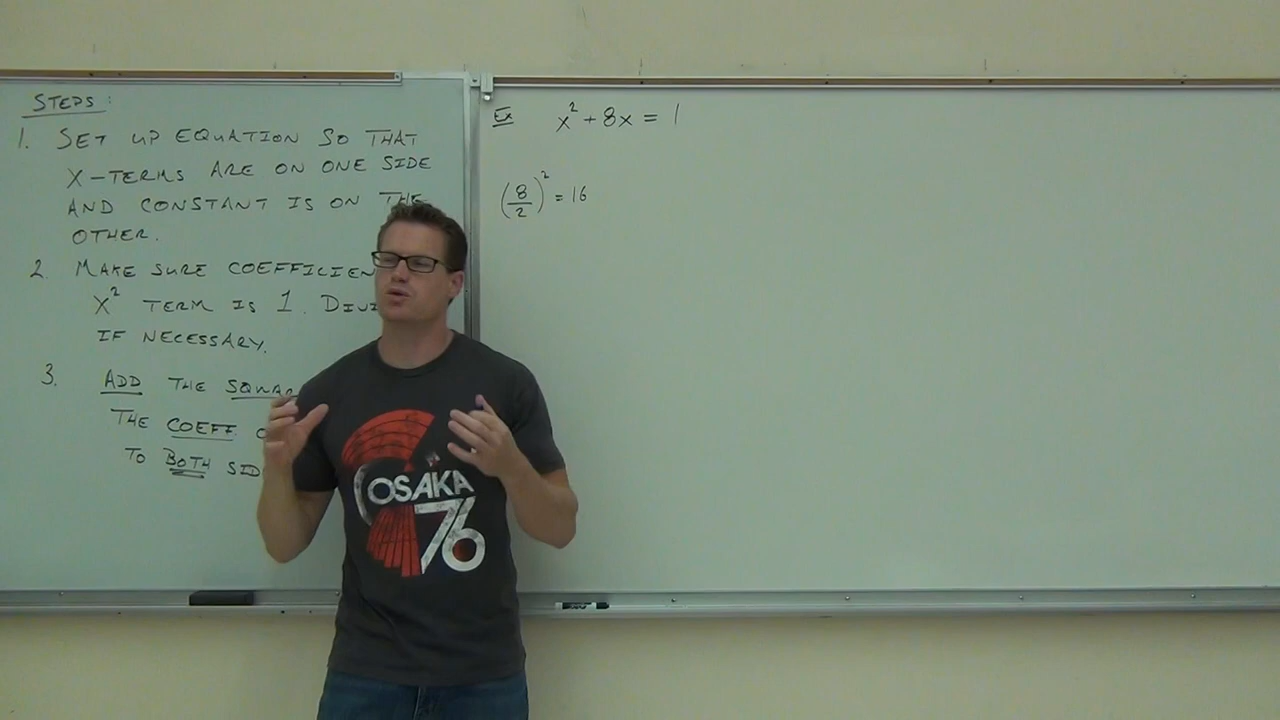 STEPS:
1. SET UP EQUATION SO THAT
X-TERMS ARE ON ONE SIDE
AND CONSTANT IS ON THE
OTHER.
2. MAKE SURE COEFFICIEN
X² TERM IS 1. DIVI
IF NECESSARY.
3. ADD THE SQUAR
THE COEFF
TO BOTH SID
Ex x² + 8x = 1
(8/2)² = 16
OSAKA
76